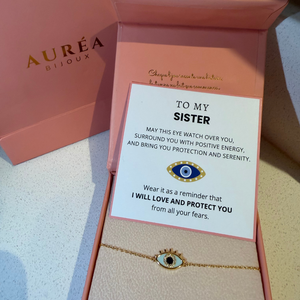 AURÉA
BIJOUX
TO MY
SISTER
MAY THIS EYE WATCH OVER YOU,
SURROUND YOU WITH POSITIVE ENERGY,
AND BRING YOU PROTECTION AND SERENITY.
Wear it as a reminder that
I WILL LOVE AND PROTECT YOU
from all your fears.